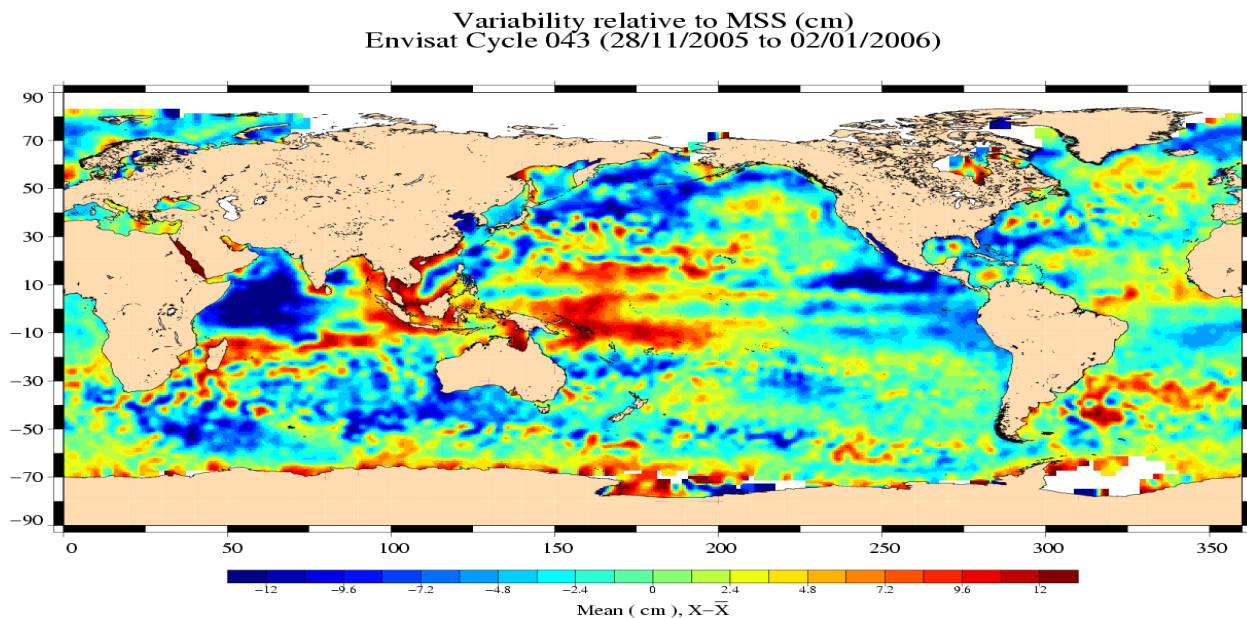 Variability relative to MSS (cm)
Envisat Cycle 043 (28/11/2005 to 02/01/2006)
90
70
50
30
10
−10
−30
−50
−70
−90
0 50 100 150 200 250 300 350
−12 −9.6 −7.2 −4.8 −2.4 0 2.4 4.8 7.2 9.6 12
Mean ( cm ), X−X̅